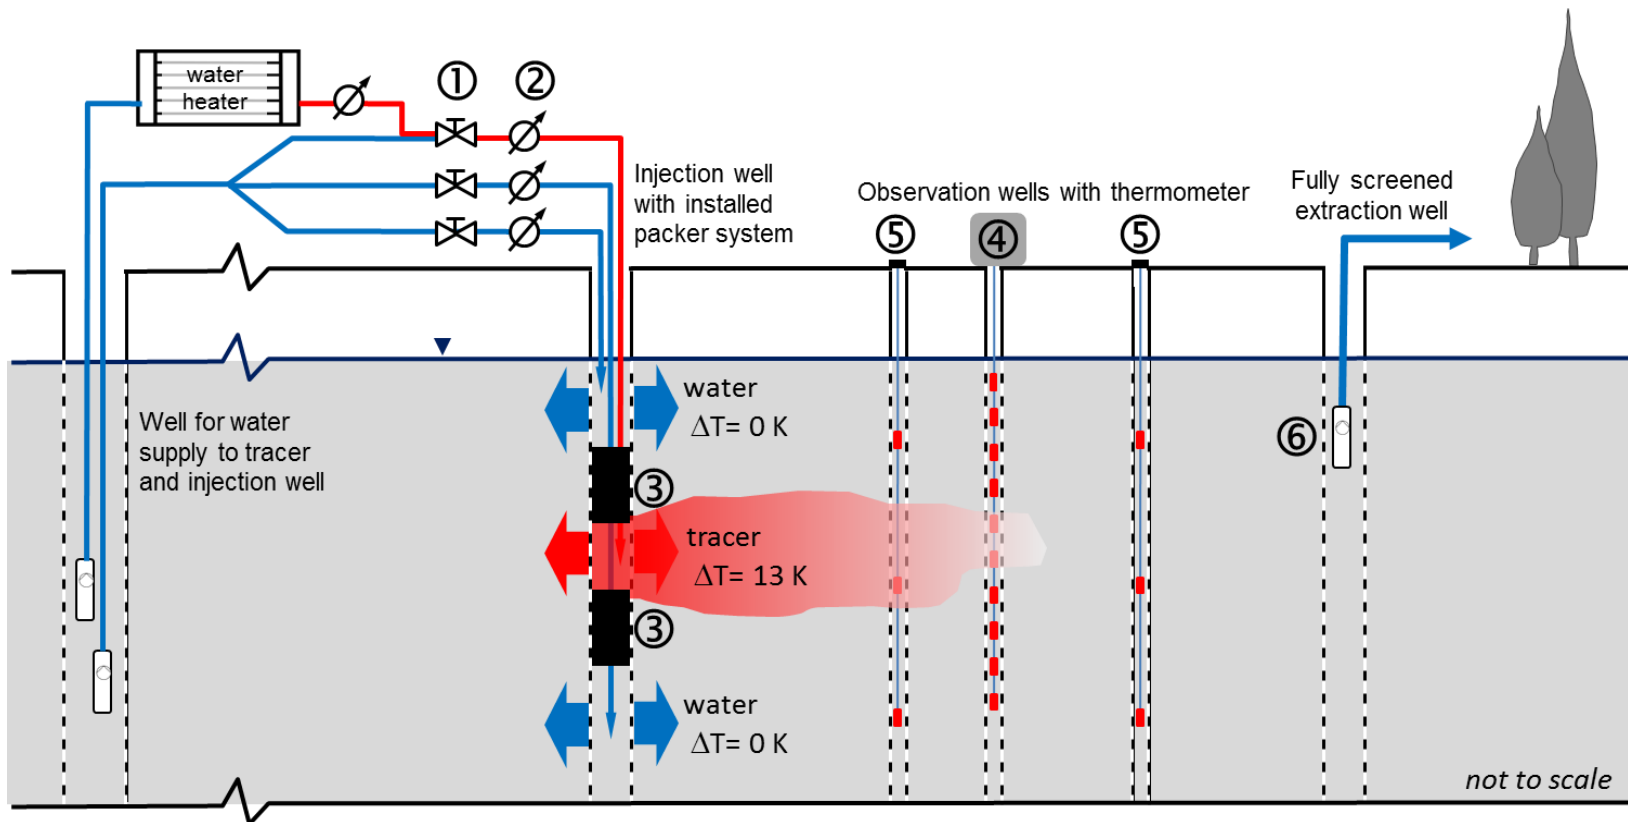 water
heater
①
②
Injection well
with installed
packer system
Observation wells with thermometer
⑤
④
⑤
Fully screened
extraction well
water
ΔT= 0 K
Well for water
supply to tracer
and injection well
⑥
③
tracer
ΔT= 13 K
③
water
ΔT= 0 K
not to scale